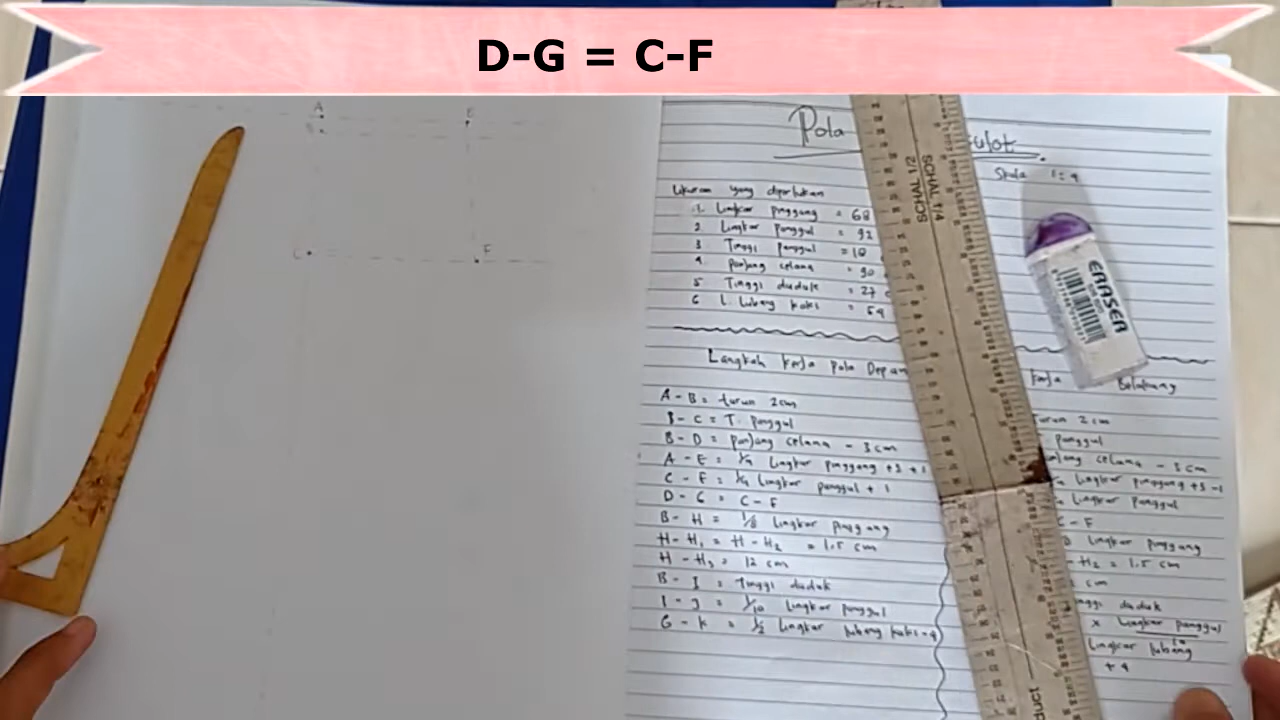 D-G = C-F
A
E
B
C
F
Pola
ulot
Skala 1:4
Ukuran yang diperlukan
1. Lingkar pinggang = 68
2 Lingkar panggul = 92
3 Tinggi panggul = 18
4 panjang celana = 90
5 Tinggi duduk = 27
6 L. Lubang kaki = 54
Langkah kerja pola Depan
kerja Belakang
A - B = turun 2cm
B - C = T. panggul
B - D = panjang celana - 3 cm
A - E = 1/4 Lingkar pinggang + 3 + 1
C - F = 1/4 Lingkar panggul + 1
D - G = C - F
B - H = 1/8 Lingkar pinggang
H - H1 = H - H2 = 1.5 cm
H - H3 = 12 cm
B - I = Tinggi duduk
I - J = 1/10 Lingkar panggul
G - K = 1/2 Lingkar lubang kaki - 4
turun 2 cm
panggul
celana - 3 cm
Lingkar pinggang + 3 - 1
Lingkar panggul
C - F
Lingkar pinggang
- H2 = 1.5 cm
cm
duduk
x Lingkar panggul
Lingkar lubang
+ 4
SCHAL 1/2
SCHAL 1/4
ERASER